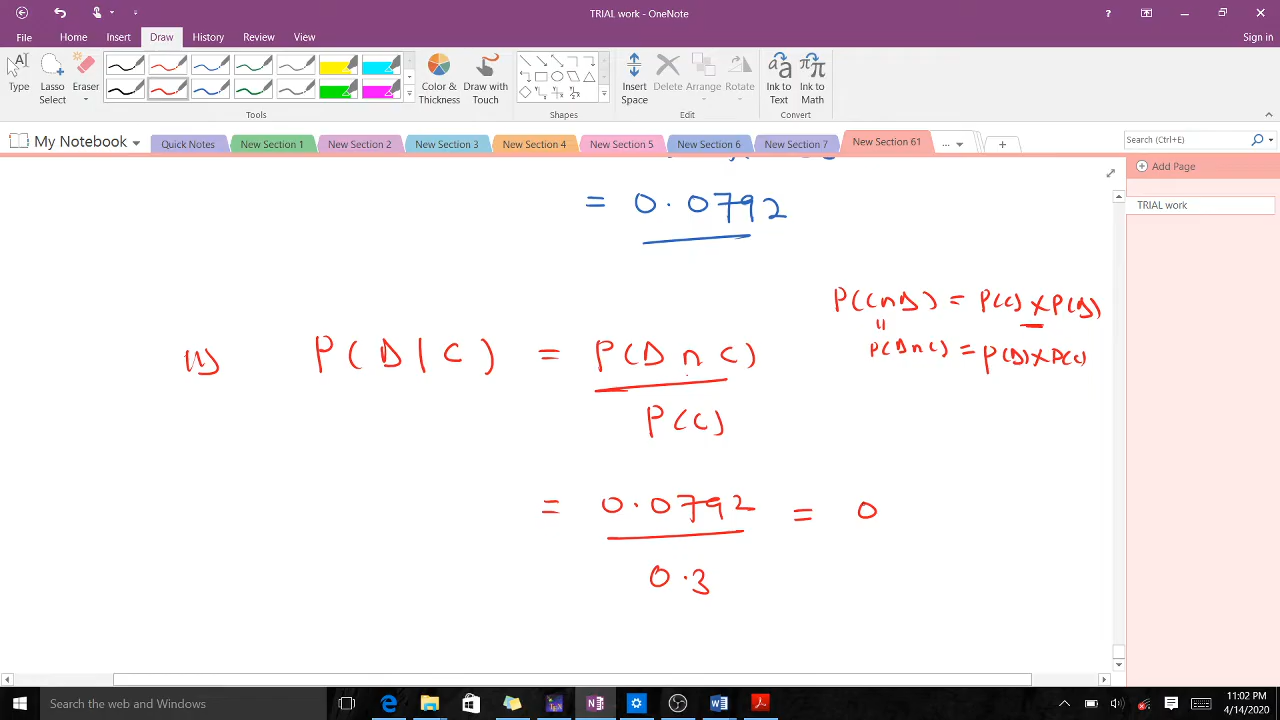 TRIAL work - OneNote
File Home Insert Draw History Review View
Sign in
Type
Lasso Select
Eraser
Color & Thickness
Draw with Touch
Insert Space
Delete
Arrange
Rotate
Ink to Text
Ink to Math
Tools
Shapes
Edit
Convert
My Notebook
Quick Notes
New Section 1
New Section 2
New Section 3
New Section 4
New Section 5
New Section 6
New Section 7
New Section 61
...
Search (Ctrl+E)
Add Page
TRIAL work
= 0.0792
P(C∩D) = P(C) × P(D)
"
P(D∩C) = P(D) × P(C)
ii) P(D|C) = P(D∩C)
P(C)
= 0.0792 = 0
0.3
Search the Web and Windows
11:02 PM
4/14/2020